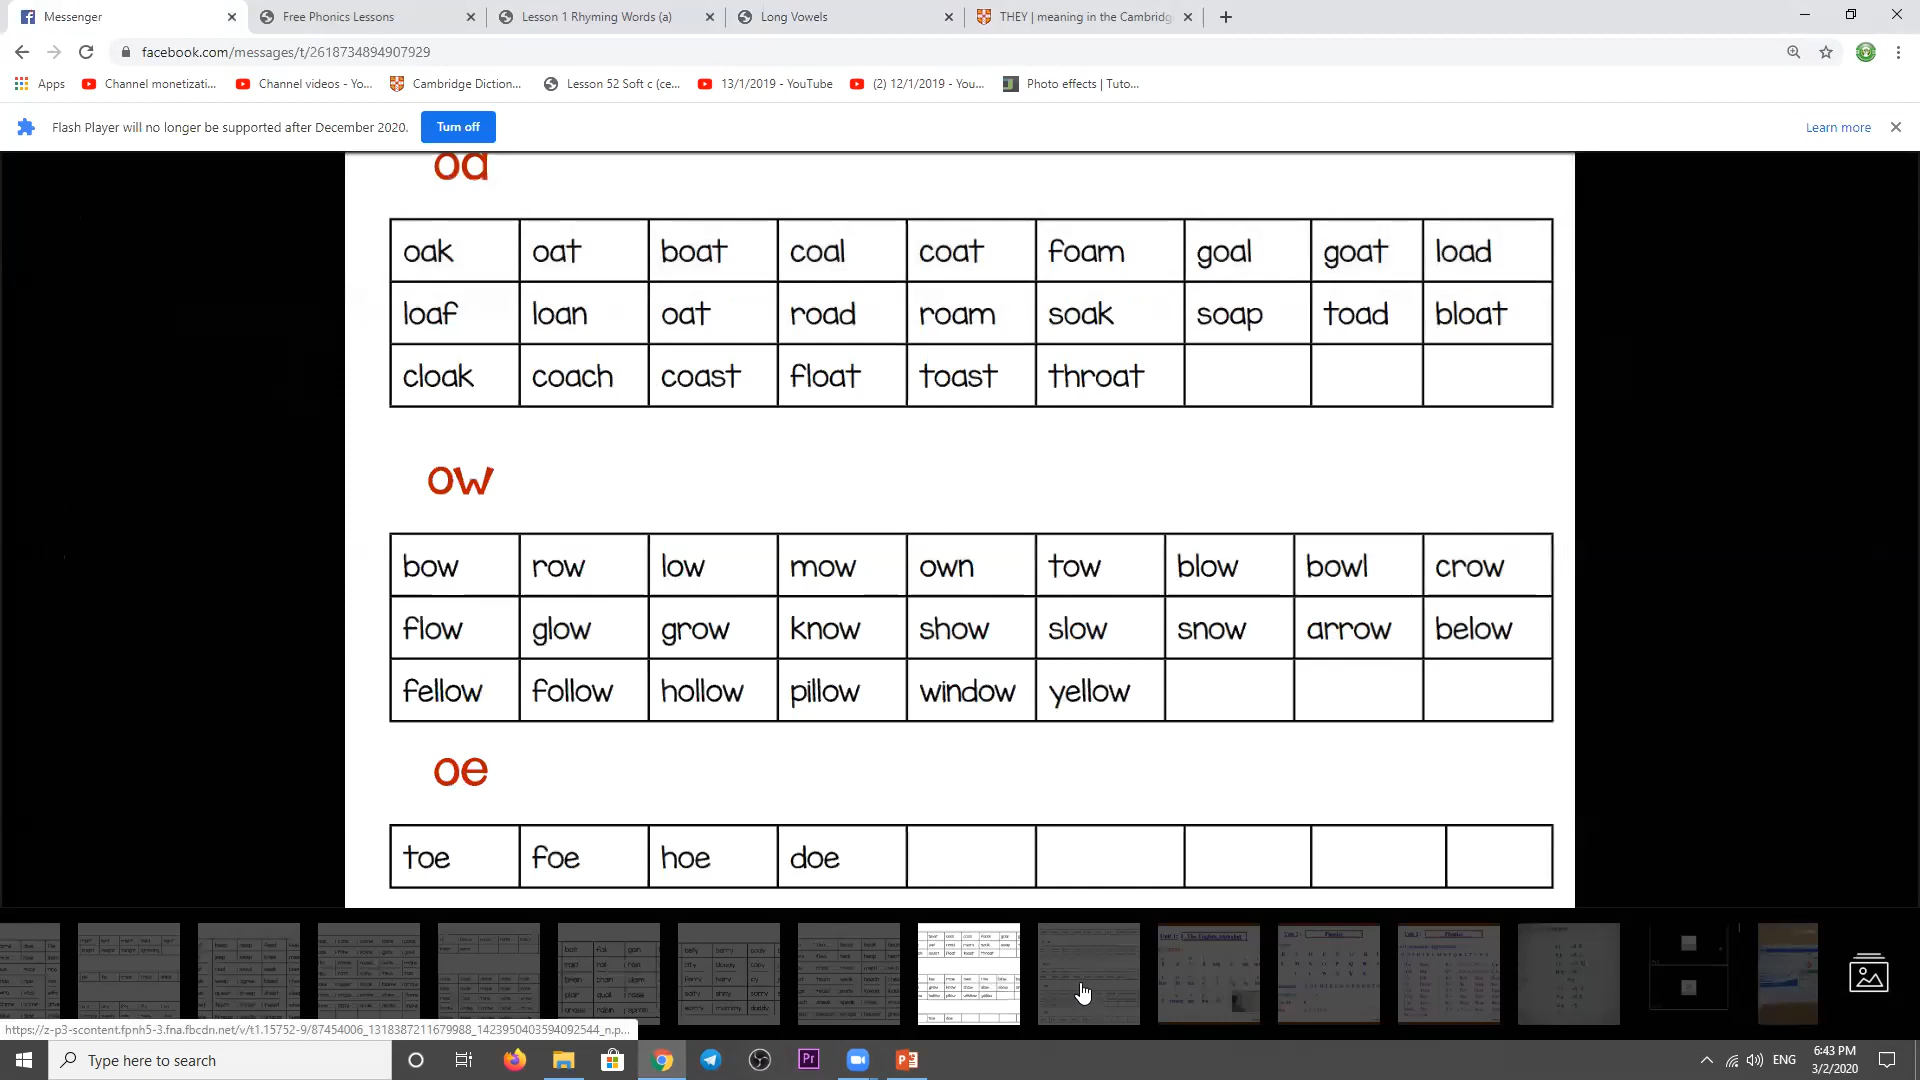 Messenger
Free Phonics Lessons
Lesson 1 Rhyming Words (a)
Long Vowels
THEY | meaning in the Cambridg
facebook.com/messages/t/2618734894907929
Apps
Channel monetizati...
Channel videos - Yo...
Cambridge Diction...
Lesson 52 Soft c (ce...
13/1/2019 - YouTube
(2) 12/1/2019 - You...
Photo effects | Tuto...
Flash Player will no longer be supported after December 2020.
Turn off
Learn more
oa
oak oat boat coal coat foam goal goat load
loaf loan oat road roam soak soap toad bloat
cloak coach coast float toast throat
ow
bow row low mow own tow blow bowl crow
flow glow grow know show slow snow arrow below
fellow follow hollow pillow window yellow
oe
toe foe hoe doe
https://z-p3-scontent.fpnh5-3.fna.fbcdn.net/v/t1.15752-9/87454006_1318387211679988_1423950403594092544_n.p...
Type here to search
Pr
ENG
6:43 PM
3/2/2020